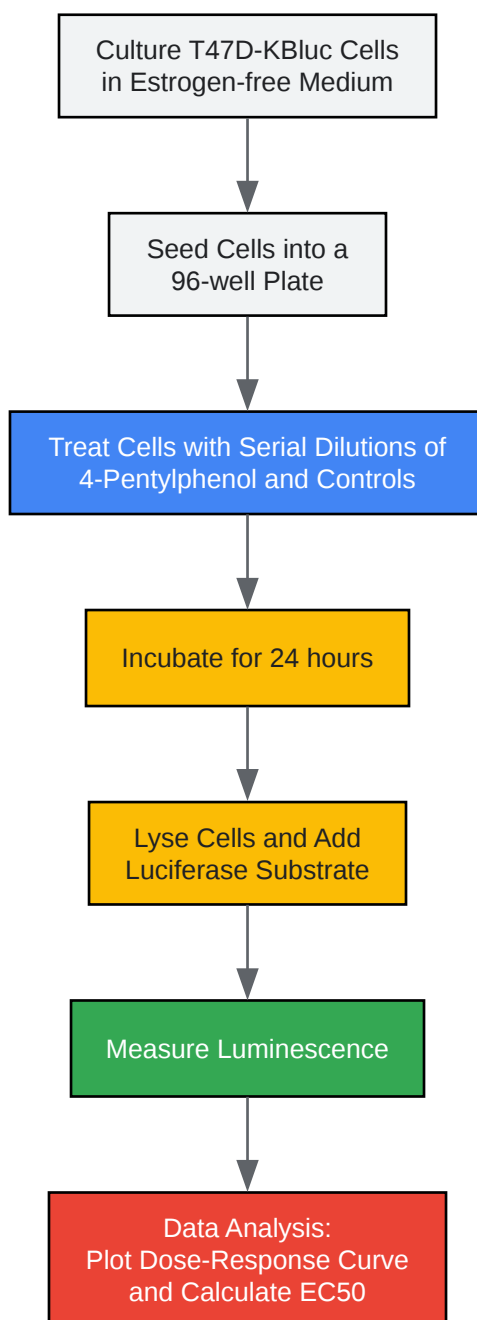 Culture T47D-KBluc Cells
in Estrogen-free Medium
Seed Cells into a
96-well Plate
Treat Cells with Serial Dilutions of
4-Pentylphenol and Controls
Incubate for 24 hours
Lyse Cells and Add
Luciferase Substrate
Measure Luminescence
Data Analysis:
Plot Dose-Response Curve
and Calculate EC50